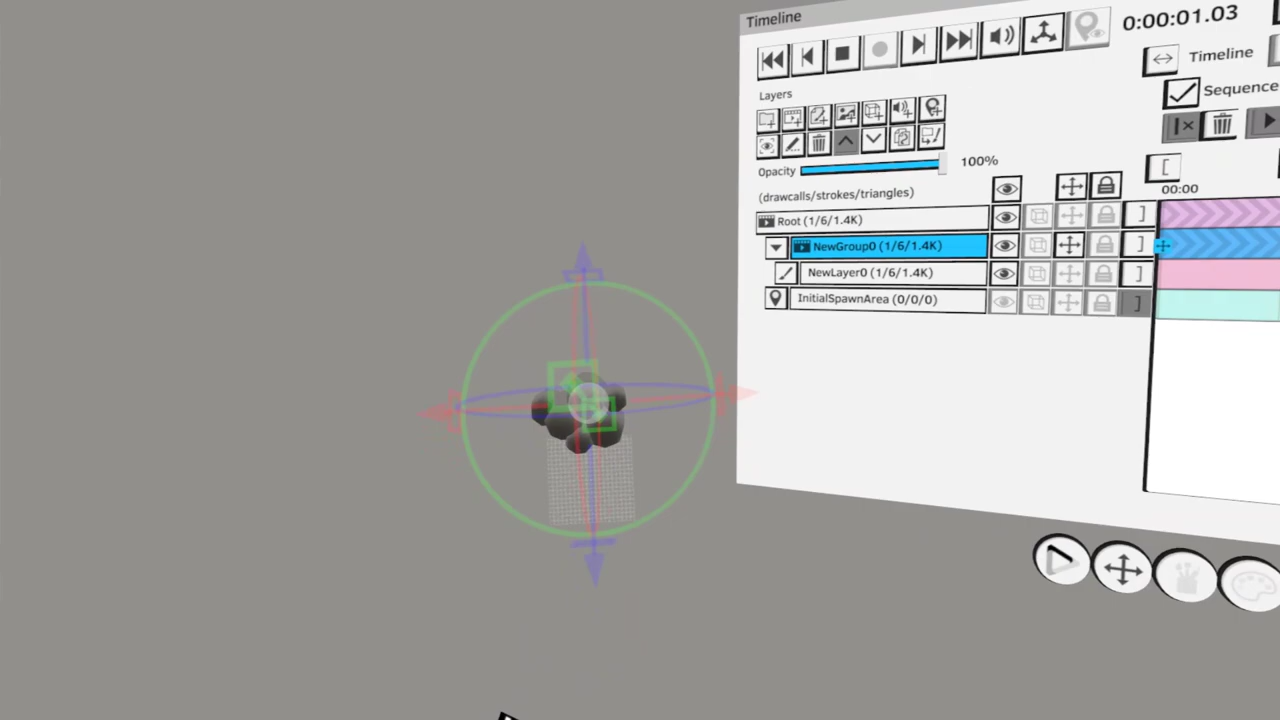 Timeline
0:00:01.03
Timeline
Layers
Sequence
Opacity 100%
(drawcalls/strokes/triangles)
00:00
Root (1/6/1.4K)
NewGroup0 (1/6/1.4K)
NewLayer0 (1/6/1.4K)
InitialSpawnArea (0/0/0)